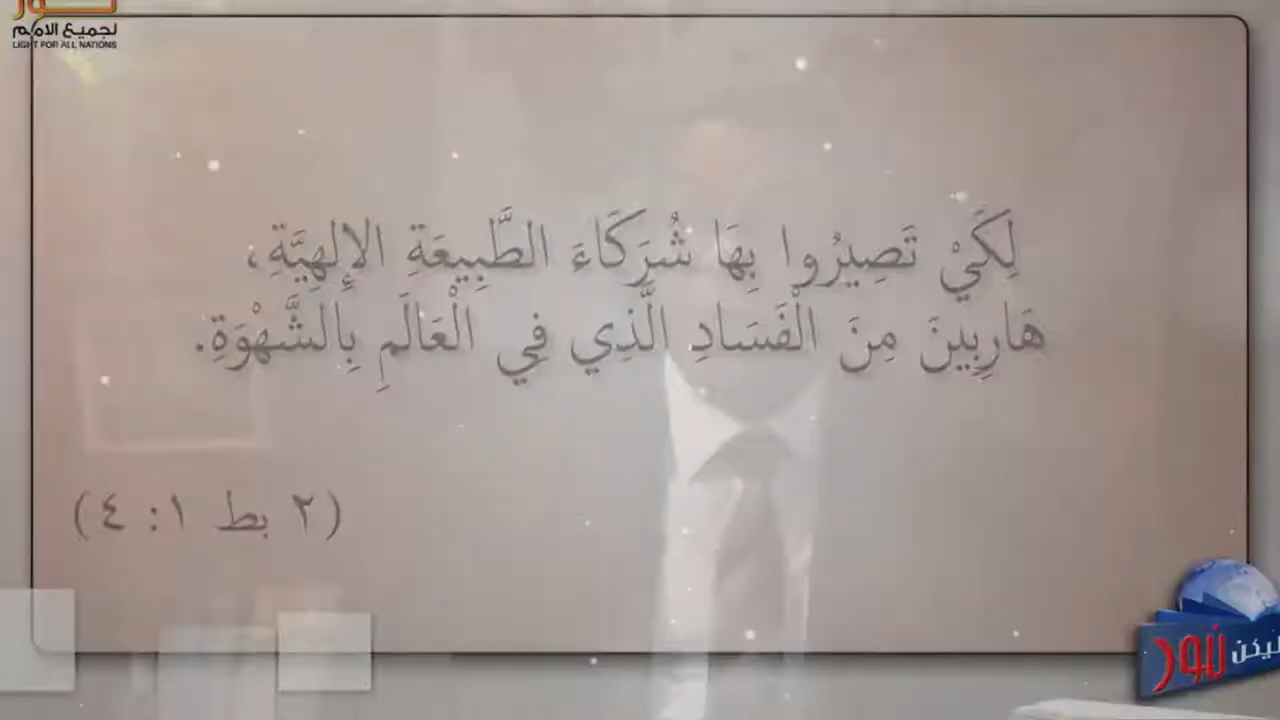 نور
لجميع الامم
LIGHT FOR ALL NATIONS
لِكَيْ تَصِيرُوا بِهَا شُرَكَاءَ الطَّبِيعَةِ الإِلهِيَّةِ،
هَارِبِينَ مِنَ الْفَسَادِ الَّذِي فِي الْعَالَمِ بِالشَّهْوَةِ.
(٢ بط ١: ٤)
ليكن نور